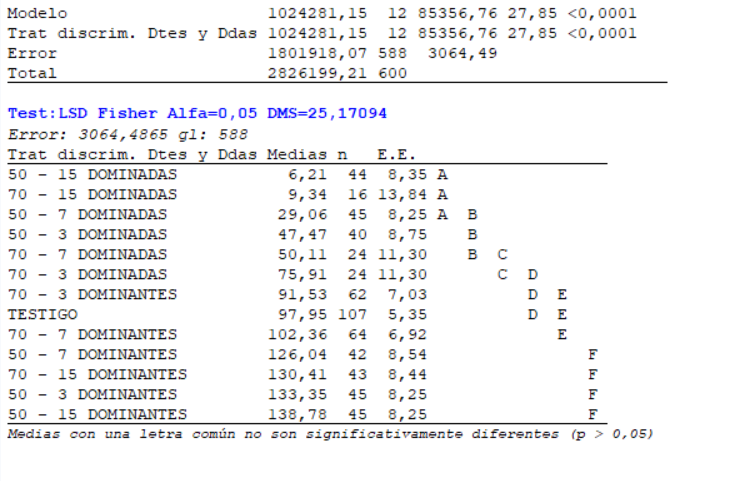 Modelo 1024281,15 12 85356,76 27,85 <0,0001
Trat discrim. Dtes y Ddas 1024281,15 12 85356,76 27,85 <0,0001
Error 1801918,07 588 3064,49
Total 2826199,21 600
Test:LSD Fisher Alfa=0,05 DMS=25,17094
Error: 3064,4865 gl: 588
Trat discrim. Dtes y Ddas Medias n E.E.
50 - 15 DOMINADAS 6,21 44 8,35 A
70 - 15 DOMINADAS 9,34 16 13,84 A
50 - 7 DOMINADAS 29,06 45 8,25 A B
50 - 3 DOMINADAS 47,47 40 8,75 B
70 - 7 DOMINADAS 50,11 24 11,30 B C
70 - 3 DOMINADAS 75,91 24 11,30 C D
70 - 3 DOMINANTES 91,53 62 7,03 D E
TESTIGO 97,95 107 5,35 D E
70 - 7 DOMINANTES 102,36 64 6,92 E
50 - 7 DOMINANTES 126,04 42 8,54 F
70 - 15 DOMINANTES 130,41 43 8,44 F
50 - 3 DOMINANTES 133,35 45 8,25 F
50 - 15 DOMINANTES 138,78 45 8,25 F
Medias con una letra común no son significativamente diferentes (p > 0,05)